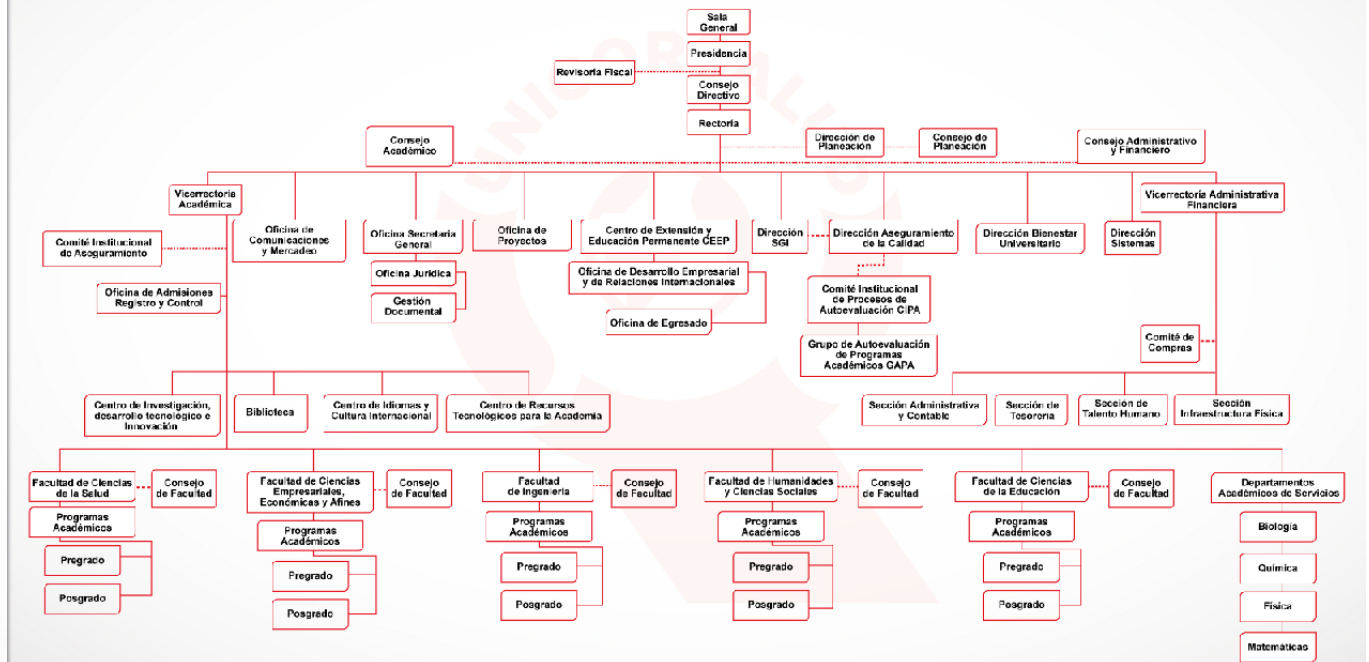 Sala
General
Presidencia
Revisoría Fiscal
Consejo
Directivo
Rectoría
Consejo
Académico
Dirección de
Planeación
Consejo de
Planeación
Consejo Administrativo
y Financiero
Vicerrectoría
Académica
Vicerrectoría Administrativa
Financiera
Comité Institucional
de Aseguramiento
Oficina de
Comunicaciones
y Mercadeo
Oficina Secretaría
General
Oficina de
Proyectos
Centro de Extensión y
Educación Permanente CEEP
Dirección
SGI
Dirección Aseguramiento
de la Calidad
Dirección Bienestar
Universitario
Dirección
Sistemas
Oficina de Admisiones
Registro y Control
Oficina Jurídica
Gestión
Documental
Oficina de Desarrollo Empresarial
y de Relaciones Internacionales
Oficina de Egresado
Comité Institucional
de Procesos de
Autoevaluación CIPA
Grupo de Autoevaluación
de Programas
Académicos GAPA
Comité de
Compras
Centro de Investigación,
desarrollo tecnológico e
Innovación
Biblioteca
Centro de Idiomas y
Cultura Internacional
Centro de Recursos
Tecnológicos para la Academia
Sección Administrativa
y Contable
Sección de
Tesorería
Sección de
Talento Humano
Sección
Infraestructura Física
Facultad de Ciencias
de la Salud
Consejo
de Facultad
Programas
Académicos
Pregrado
Posgrado
Facultad de Ciencias
Empresariales,
Económicas y Afines
Consejo
de Facultad
Programas
Académicos
Pregrado
Posgrado
Facultad
de Ingeniería
Consejo
de Facultad
Programas
Académicos
Pregrado
Posgrado
Facultad de Humanidades
y Ciencias Sociales
Consejo
de Facultad
Programas
Académicos
Pregrado
Posgrado
Facultad de Ciencias
de la Educación
Consejo
de Facultad
Programas
Académicos
Pregrado
Posgrado
Departamentos
Académicos de Servicios
Biología
Química
Física
Matemáticas